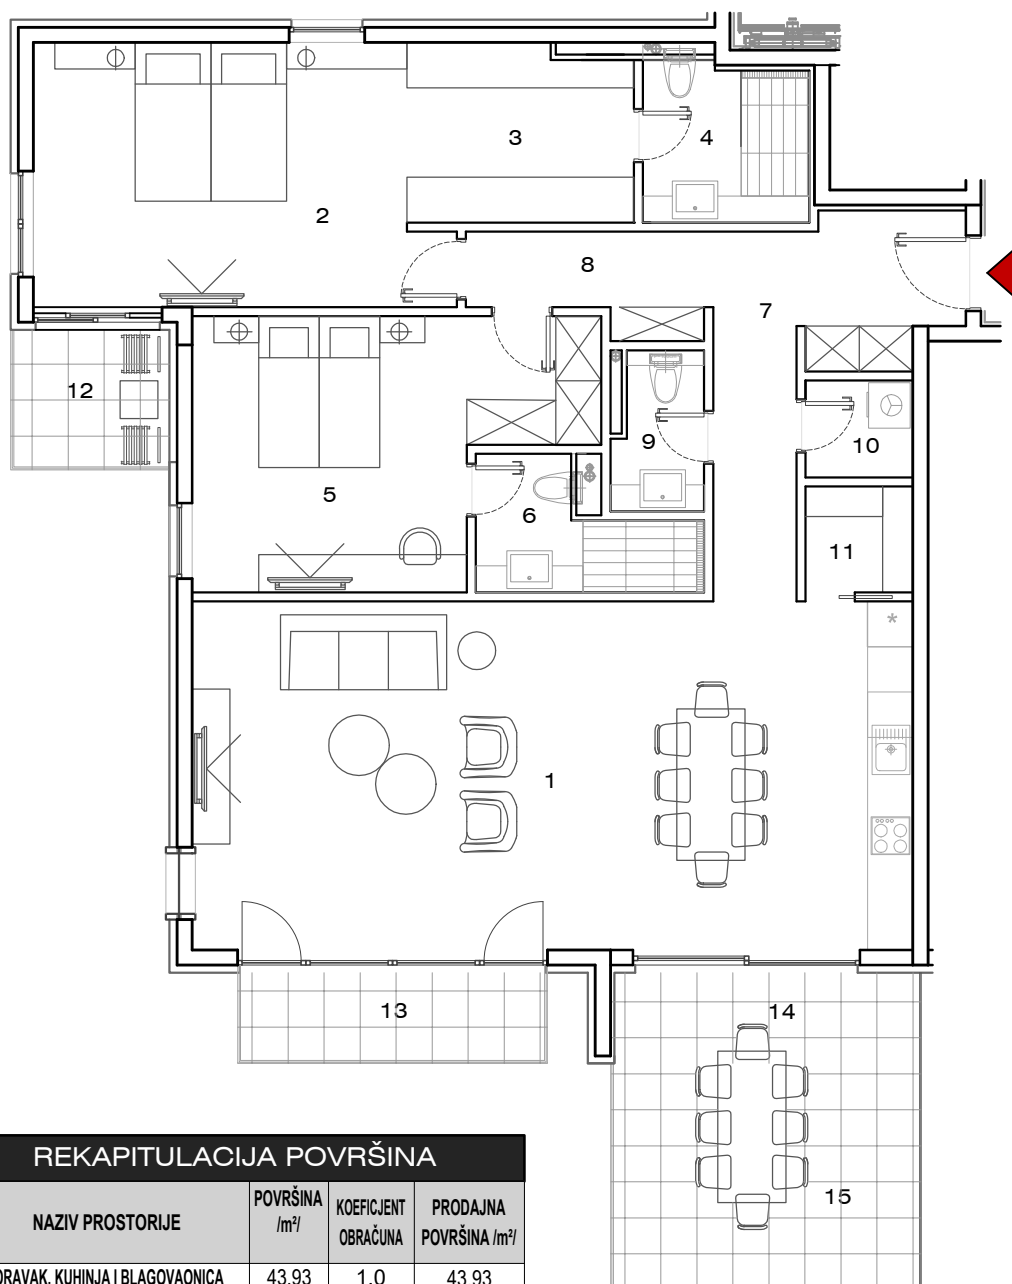 3
4
2
8
7
12
9
10
5
6
11
*
1
13
14
15
REKAPITULACIJA POVRŠINA
NAZIV PROSTORIJE
POVRŠINA /m²/
KOEFICJENT OBRAČUNA
PRODAJNA POVRŠINA /m²/
KUHINJA I BLAGOVAONICA 43.93 1.0 43.93